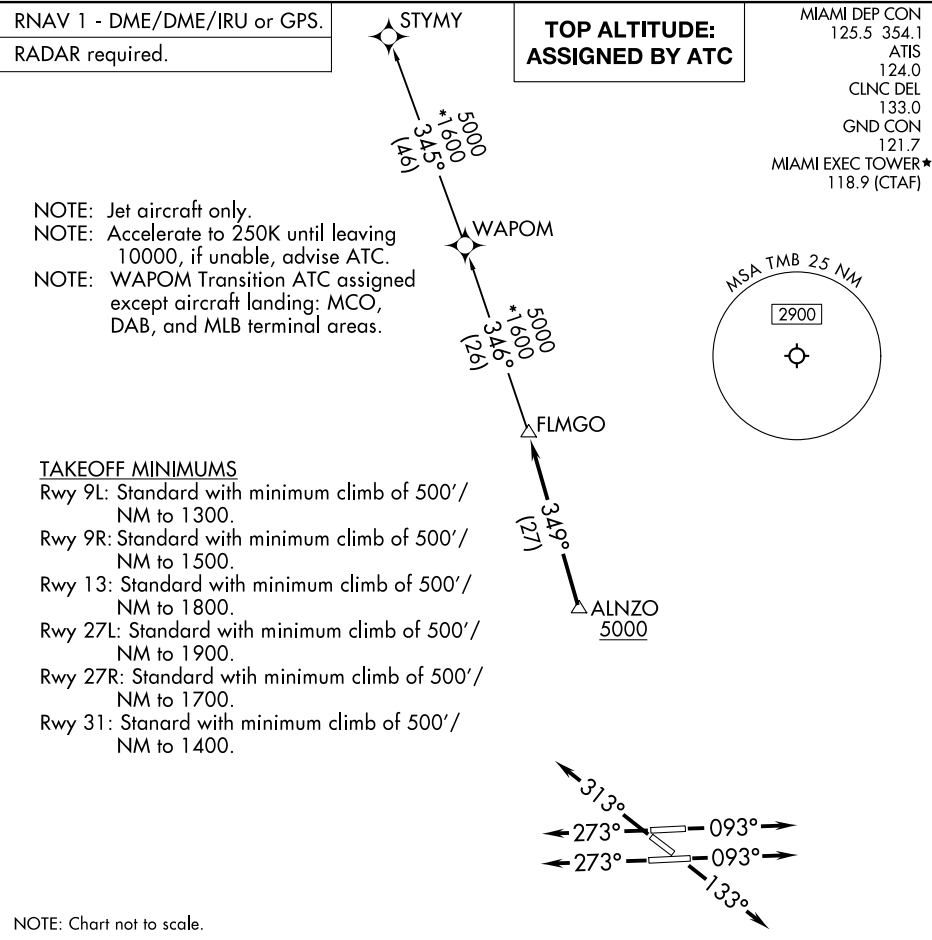 RNAV 1 - DME/DME/IRU or GPS.
RADAR required.
STYMY
TOP ALTITUDE:
ASSIGNED BY ATC
MIAMI DEP CON
125.5 354.1
ATIS
124.0
CLNC DEL
133.0
GND CON
121.7
MIAMI EXEC TOWER★
118.9 (CTAF)
5000
*1600
345°
(46)
NOTE: Jet aircraft only.
NOTE: Accelerate to 250K until leaving
10000, if unable, advise ATC.
NOTE: WAPOM Transition ATC assigned
except aircraft landing: MCO,
DAB, and MLB terminal areas.
WAPOM
MSA TMB 25 NM
2900
5000
*1600
346°
(26)
FLMGO
349°
(27)
ALNZO
5000
TAKEOFF MINIMUMS
Rwy 9L: Standard with minimum climb of 500'/
NM to 1300.
Rwy 9R: Standard with minimum climb of 500'/
NM to 1500.
Rwy 13: Standard with minimum climb of 500'/
NM to 1800.
Rwy 27L: Standard with minimum climb of 500'/
NM to 1900.
Rwy 27R: Standard wtih minimum climb of 500'/
NM to 1700.
Rwy 31: Stanard with minimum climb of 500'/
NM to 1400.
313°
273°
093°
273°
093°
133°
NOTE: Chart not to scale.